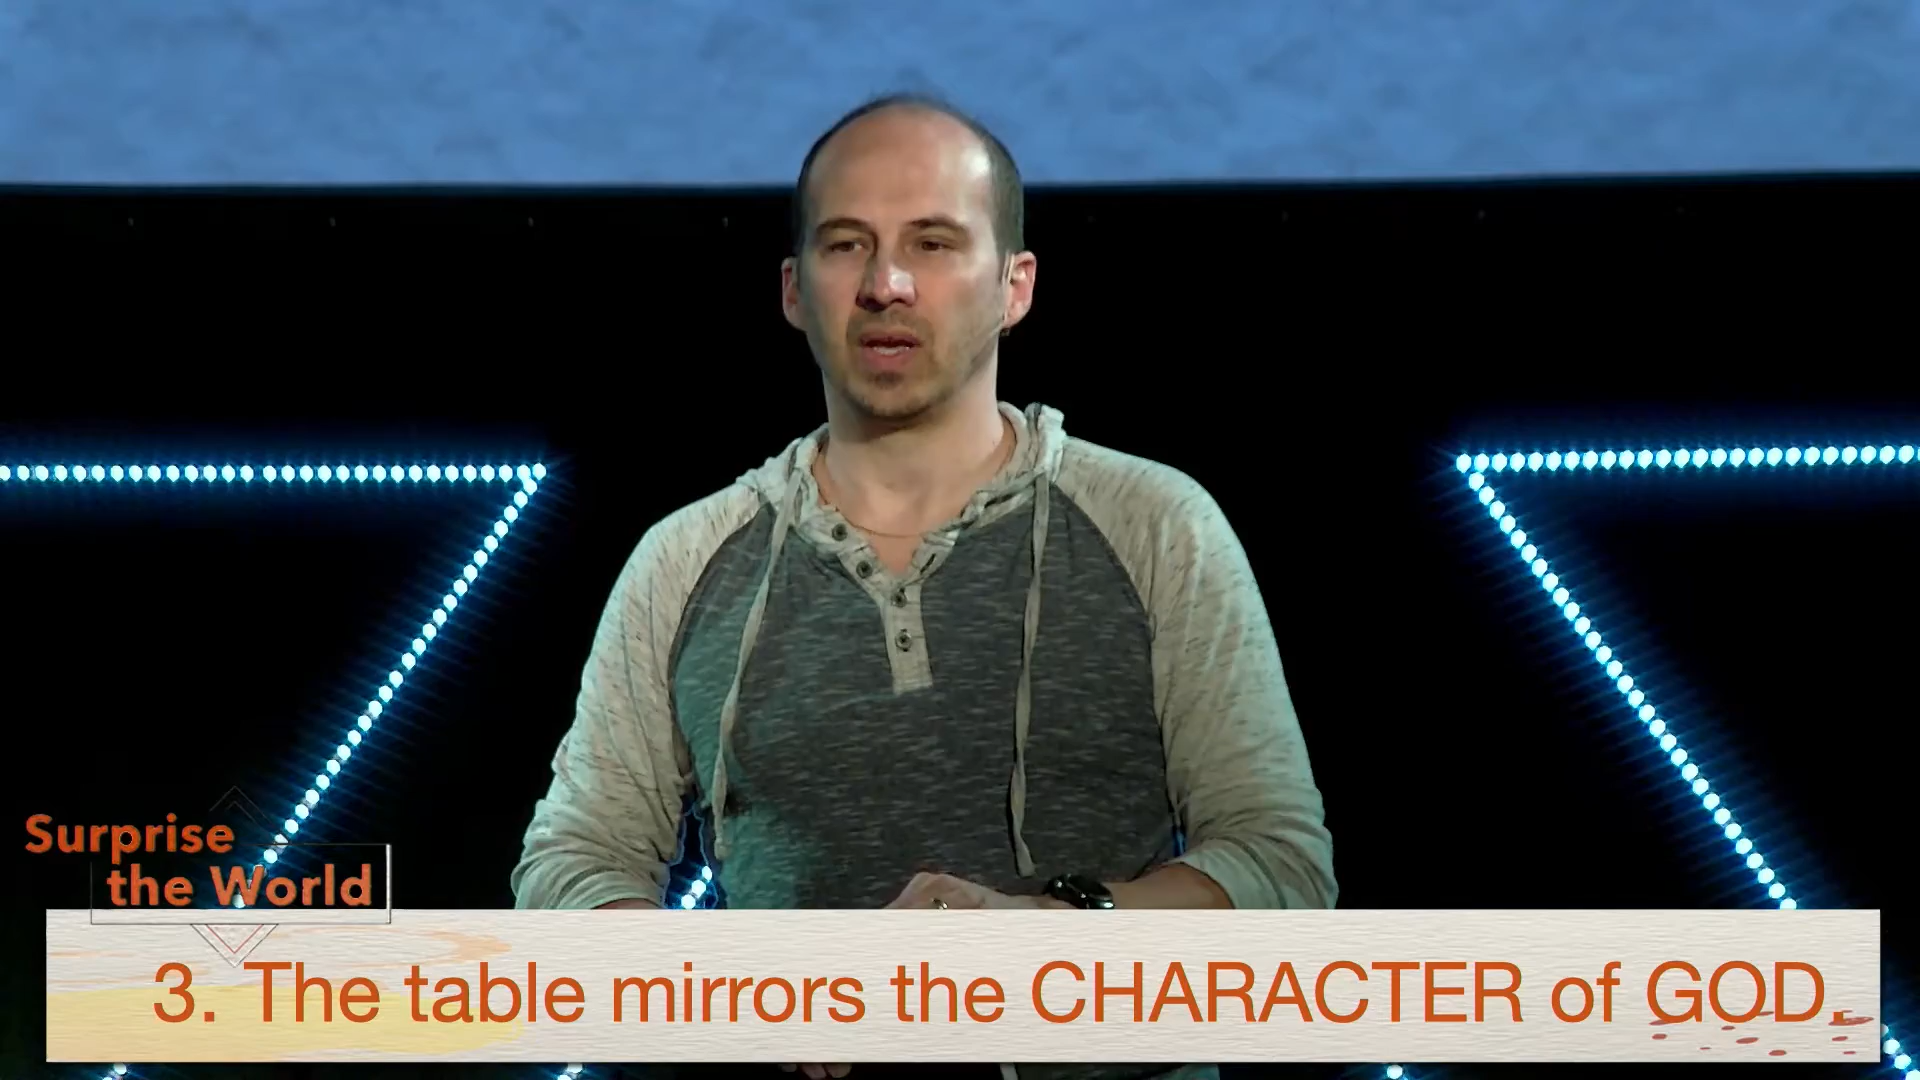 Surprise
the World
3. The table mirrors the CHARACTER of GOD.